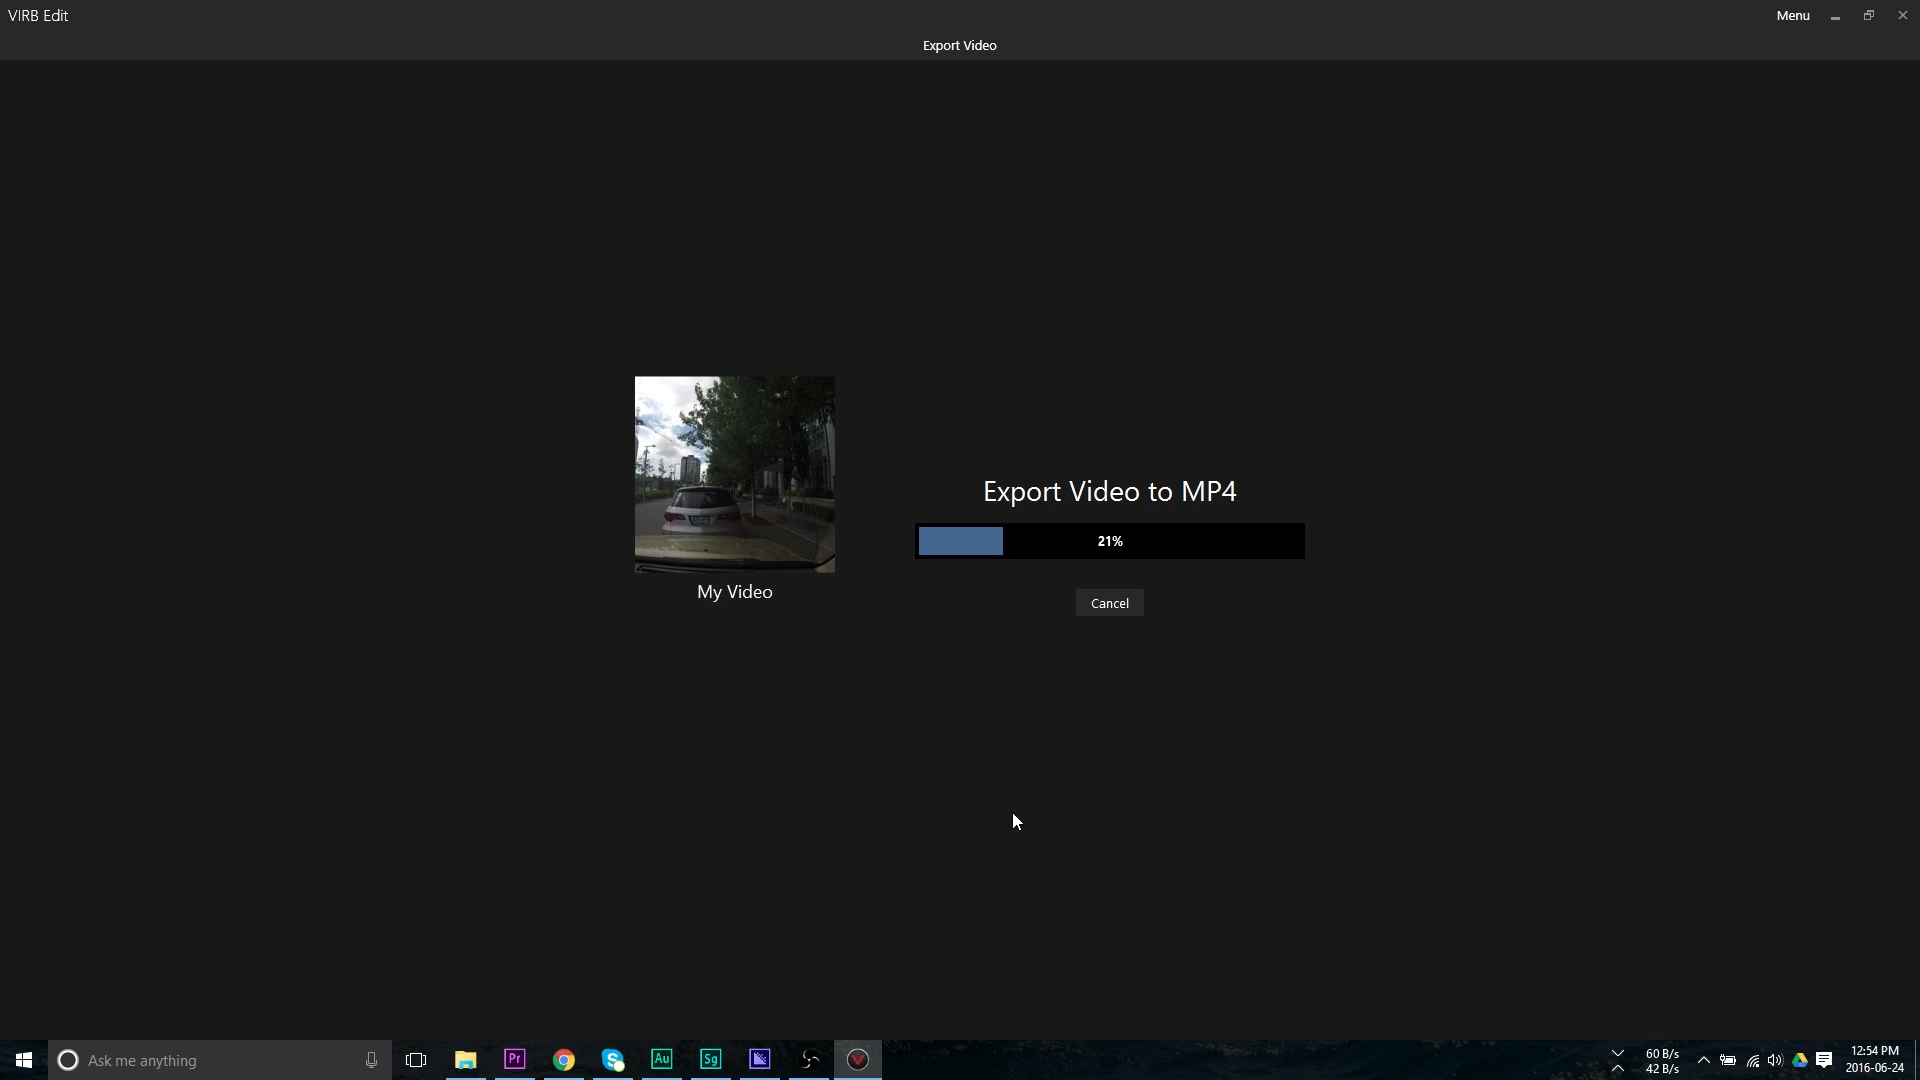 VIRB Edit
Menu
Export Video
Export Video to MP4
21%
My Video
Cancel
Ask me anything
Pr
Au
Sg
60 B/s
42 B/s
12:54 PM
2016-06-24